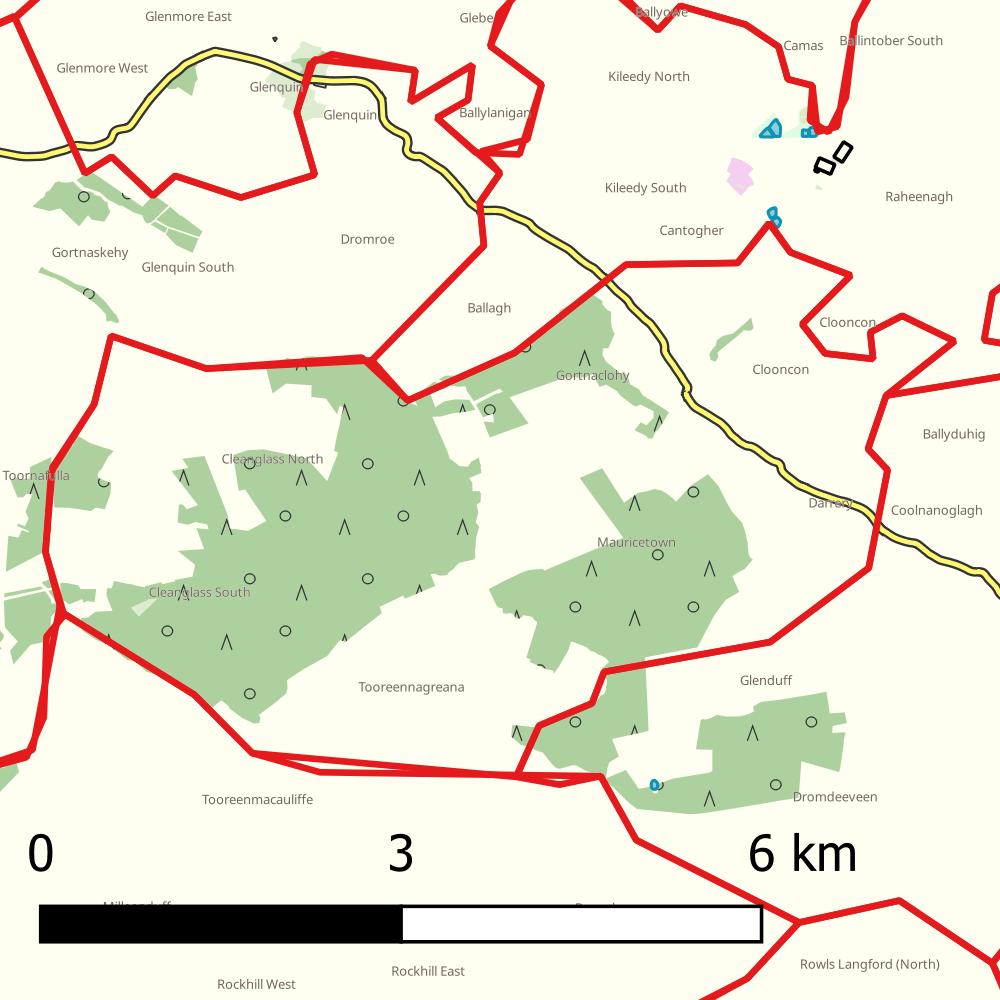 Glenmore East
Glebe
Ballyowe
Camas
Ballintober South
Glenmore West
Kileedy North
Glenquin
Glenquin
Ballylanigan
Kileedy South
Raheenagh
Cantogher
Dromroe
Gortnaskehy
Glenquin South
Ballagh
Clooncon
Clooncon
Gortnaclohy
Ballyduhig
Cleanglass North
Toornafulla
Darrery
Coolnanoglagh
Mauricetown
Cleanglass South
Tooreennagreana
Glenduff
Tooreenmacauliffe
Dromdeeveen
0 3 6 km
Rowls Langford (North)
Rockhill East
Rockhill West